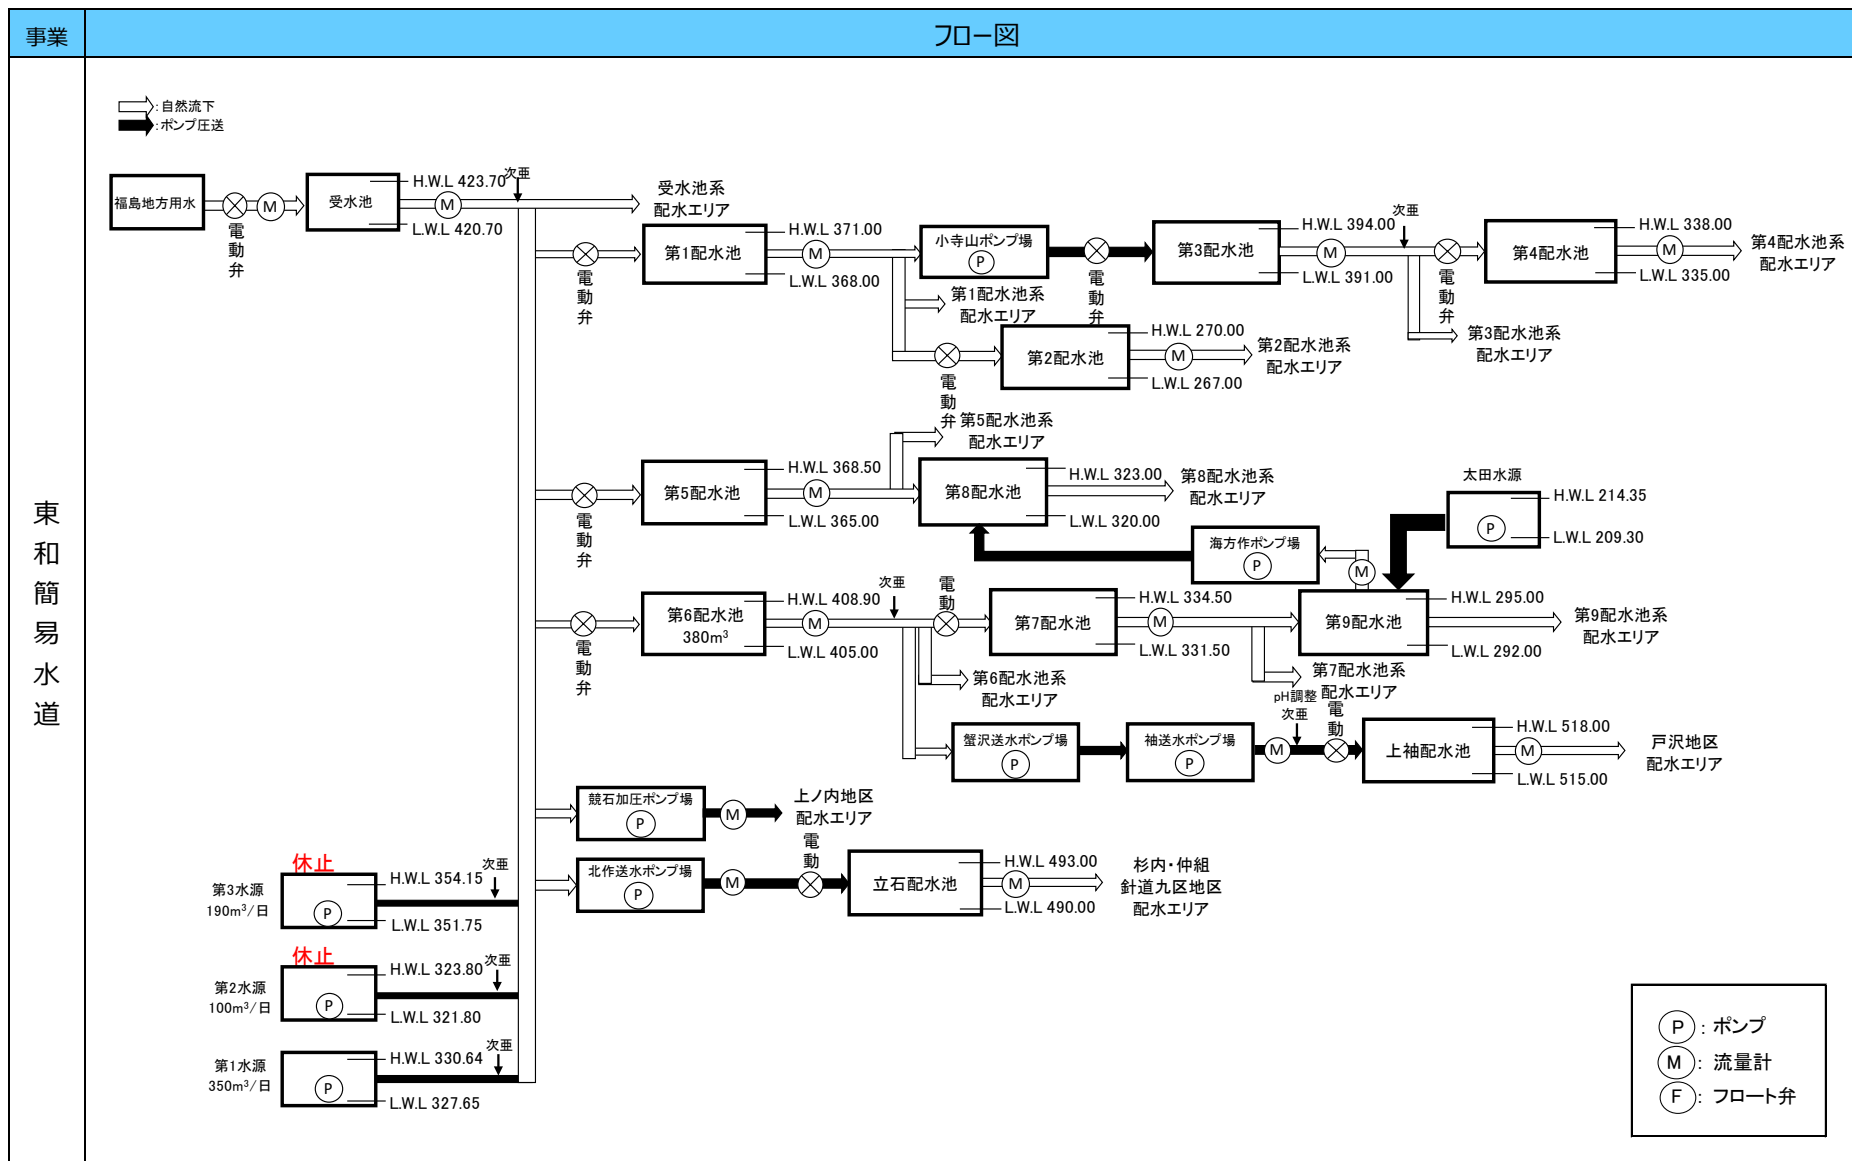 事業
フロー図
東和簡易水道
:自然流下
:ポンプ圧送
福島地方用水
電動弁
M
受水池
H.W.L 423.70
L.W.L 420.70
M
次亜
受水池系
配水エリア
電動弁
第1配水池
H.W.L 371.00
L.W.L 368.00
M
小寺山ポンプ場
P
電動弁
第3配水池
H.W.L 394.00
L.W.L 391.00
M
次亜
電動弁
第4配水池
H.W.L 338.00
L.W.L 335.00
M
第4配水池系
配水エリア
第1配水池系
配水エリア
第3配水池系
配水エリア
電動弁
第2配水池
H.W.L 270.00
L.W.L 267.00
M
第2配水池系
配水エリア
電動弁
第5配水池
H.W.L 368.50
L.W.L 365.00
M
第5配水池系
配水エリア
第8配水池
H.W.L 323.00
L.W.L 320.00
第8配水池系
配水エリア
太田水源
P
H.W.L 214.35
L.W.L 209.30
海方作ポンプ場
P
M
電動弁
第6配水池
380m³
H.W.L 408.90
L.W.L 405.00
M
次亜
電動
第7配水池
H.W.L 334.50
L.W.L 331.50
M
第9配水池
H.W.L 295.00
L.W.L 292.00
第9配水池系
配水エリア
第6配水池系
配水エリア
第7配水池系
配水エリア
蟹沢送水ポンプ場
P
袖送水ポンプ場
P
M
pH調整
次亜
電動
上袖配水池
H.W.L 518.00
L.W.L 515.00
M
戸沢地区
配水エリア
競石加圧ポンプ場
P
M
上ノ内地区
配水エリア
北作送水ポンプ場
P
M
電動
立石配水池
H.W.L 493.00
L.W.L 490.00
M
杉内・仲組
針道九区地区
配水エリア
休止
第3水源
190m³/日
P
H.W.L 354.15
L.W.L 351.75
次亜
休止
第2水源
100m³/日
P
H.W.L 323.80
L.W.L 321.80
次亜
第1水源
350m³/日
P
H.W.L 330.64
L.W.L 327.65
次亜
P : ポンプ
M : 流量計
F : フロート弁